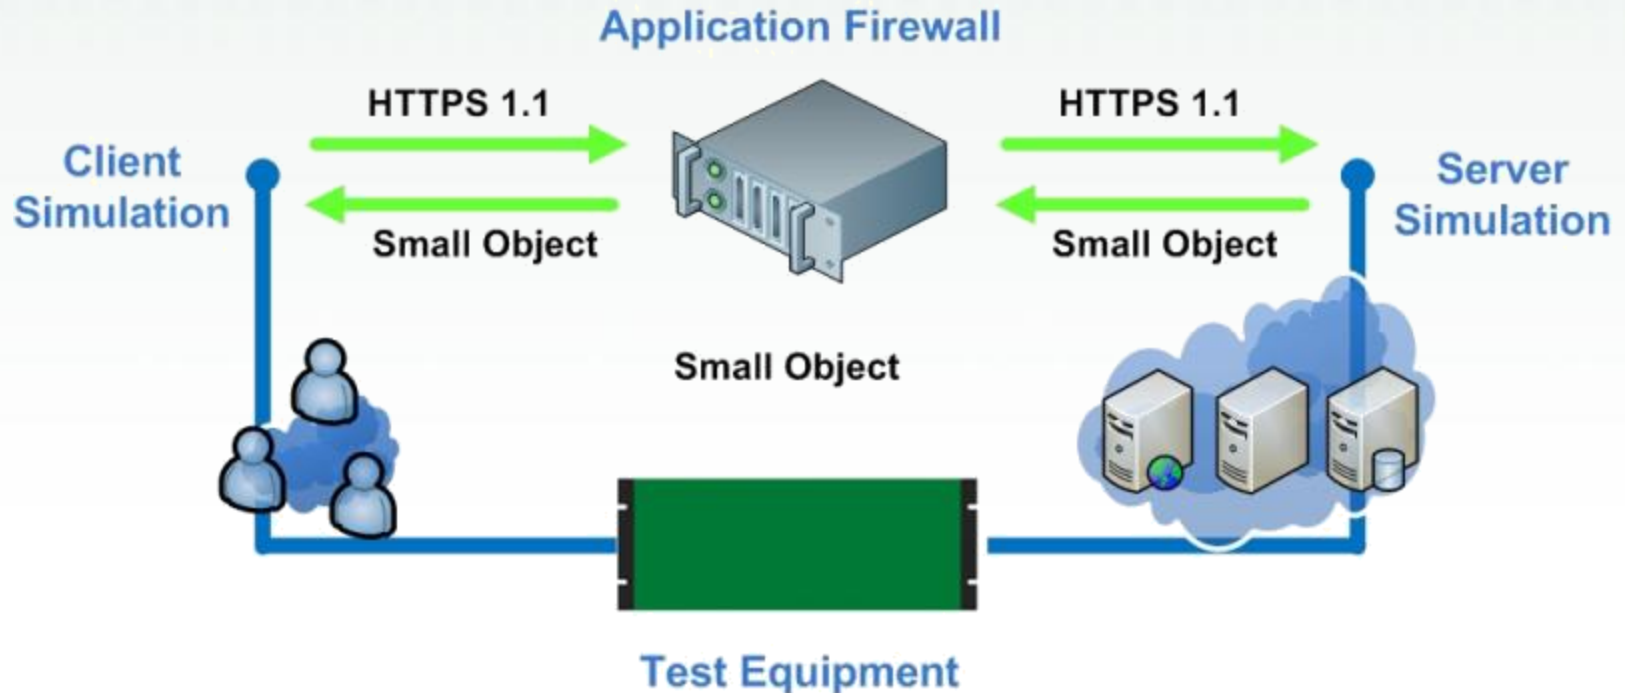 Application Firewall
HTTPS 1.1
HTTPS 1.1
Client
Simulation
Server
Simulation
Small Object
Small Object
Small Object
Test Equipment